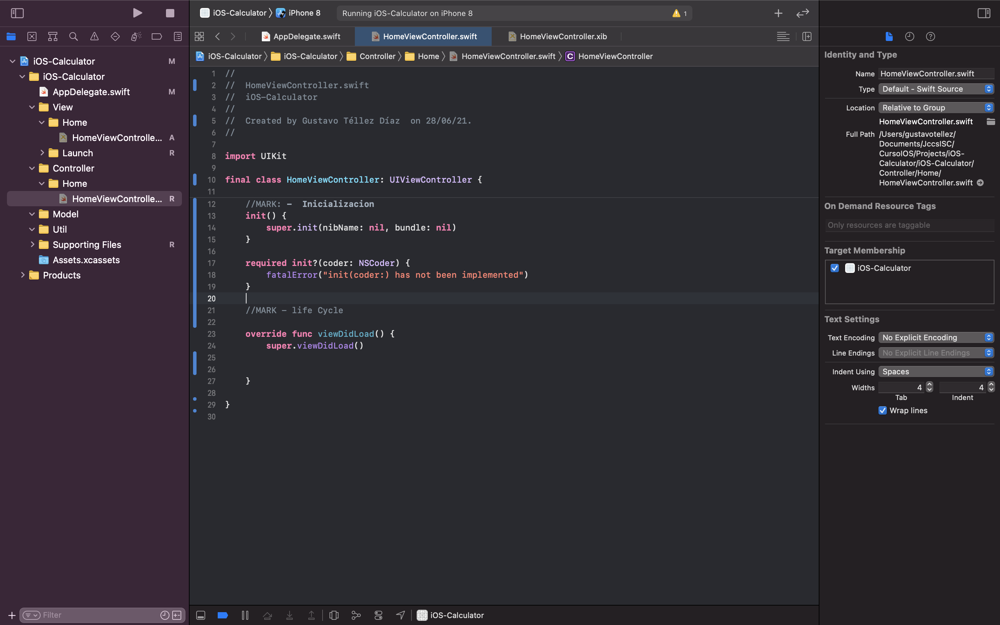 iOS-Calculator 〉 iPhone 8
Running iOS-Calculator on iPhone 8
1
AppDelegate.swift
HomeViewController.swift
HomeViewController.xib
iOS-Calculator 〉 iOS-Calculator 〉 Controller 〉 Home 〉 HomeViewController.swift 〉 C HomeViewController
iOS-Calculator M
iOS-Calculator
AppDelegate.swift M
View
Home
HomeViewControlle... A
Launch R
Controller
Home
HomeViewControlle... R
Model
Util
Supporting Files R
Assets.xcassets
Products
Filter
1 //
2 //  HomeViewController.swift
3 //  iOS-Calculator
4 //
5 //  Created by Gustavo Téllez Díaz  on 28/06/21.
6 //
7
8 import UIKit
9
10 final class HomeViewController: UIViewController {
11
12     //MARK: -  Inicializacion
13     init() {
14         super.init(nibName: nil, bundle: nil)
15     }
16
17     required init?(coder: NSCoder) {
18         fatalError("init(coder:) has not been implemented")
19     }
20
21     //MARK - life Cycle
22
23     override func viewDidLoad() {
24         super.viewDidLoad()
25
26
27     }
28
29 }
30
iOS-Calculator
Identity and Type
Name HomeViewController.swift
Type Default - Swift Source
Location Relative to Group
HomeViewController.swift
Full Path /Users/gustavotellez/
Documents/JccsISC/
CursoIOS/Projects/iOS-
Calculator/iOS-Calculator/
Controller/Home/
HomeViewController.swift
On Demand Resource Tags
Only resources are taggable
Target Membership
iOS-Calculator
Text Settings
Text Encoding No Explicit Encoding
Line Endings No Explicit Line Endings
Indent Using Spaces
Widths 4 4
Tab Indent
Wrap lines